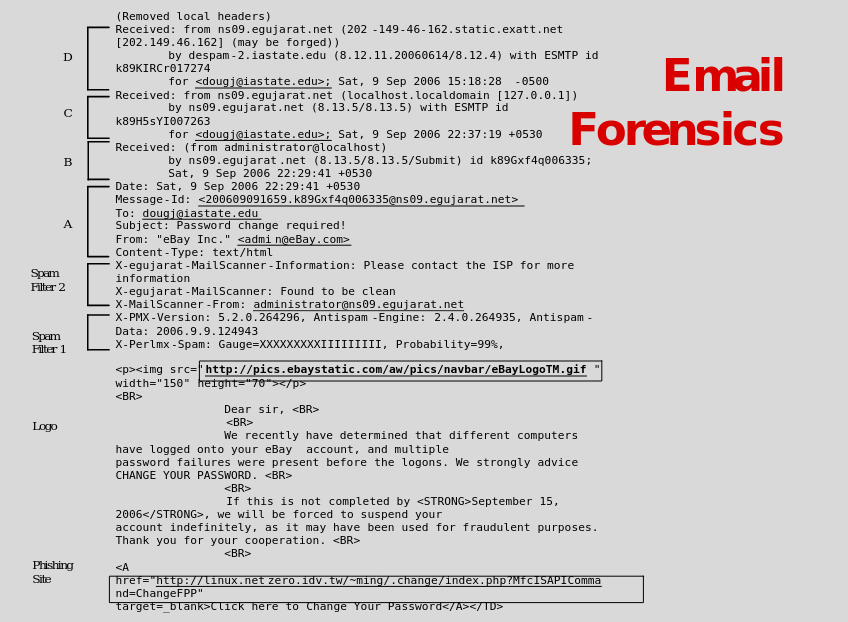 (Removed local headers)
D
Received: from ns09.egujarat.net (202-149-46-162.static.exatt.net
[202.149.46.162] (may be forged))
by despam-2.iastate.edu (8.12.11.20060614/8.12.4) with ESMTP id
k89KIRCr017274
for <dougj@iastate.edu>; Sat, 9 Sep 2006 15:18:28 -0500
C
Received: from ns09.egujarat.net (localhost.localdomain [127.0.0.1])
by ns09.egujarat.net (8.13.5/8.13.5) with ESMTP id
k89H5sYI007263
for <dougj@iastate.edu>; Sat, 9 Sep 2006 22:37:19 +0530
B
Received: (from administrator@localhost)
by ns09.egujarat.net (8.13.5/8.13.5/Submit) id k89Gxf4q006335;
Sat, 9 Sep 2006 22:29:41 +0530
A
Date: Sat, 9 Sep 2006 22:29:41 +0530
Message-Id: <200609091659.k89Gxf4q006335@ns09.egujarat.net>
To: dougj@iastate.edu
Subject: Password change required!
From: "eBay Inc." <admin@eBay.com>
Content-Type: text/html
Spam
Filter 2
X-egujarat-MailScanner-Information: Please contact the ISP for more
information
X-egujarat-MailScanner: Found to be clean
X-MailScanner-From: administrator@ns09.egujarat.net
Spam
Filter 1
X-PMX-Version: 5.2.0.264296, Antispam-Engine: 2.4.0.264935, Antispam-
Data: 2006.9.9.124943
X-Perlmx-Spam: Gauge=XXXXXXXXXIIIIIIIII, Probability=99%,
Email
Forensics
<p><img src="http://pics.ebaystatic.com/aw/pics/navbar/eBayLogoTM.gif "
width="150" height="70"></p>
<BR>
Dear sir, <BR>
Logo
<BR>
We recently have determined that different computers
have logged onto your eBay account, and multiple
password failures were present before the logons. We strongly advice
CHANGE YOUR PASSWORD. <BR>
<BR>
If this is not completed by <STRONG>September 15,
2006</STRONG>, we will be forced to suspend your
account indefinitely, as it may have been used for fraudulent purposes.
Thank you for your cooperation. <BR>
<BR>
Phishing
Site
<A
href="http://linux.netzero.idv.tw/~ming/.change/index.php?MfcISAPIComma
nd=ChangeFPP"
target=_blank>Click here to Change Your Password</A></TD>